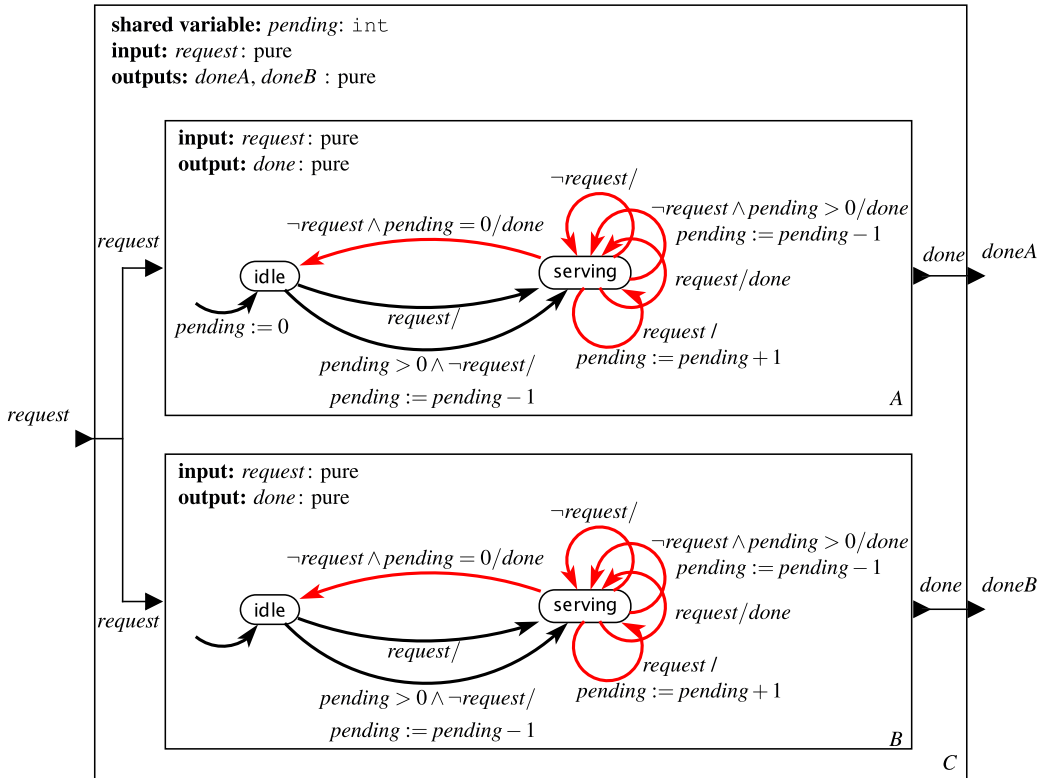 shared variable: pending: int
input: request: pure
outputs: doneA, doneB : pure
input: request: pure
output: done: pure
¬request/
¬request ∧ pending = 0/done
¬request ∧ pending > 0/done
pending := pending − 1
request
idle
serving
request/done
done
doneA
pending := 0
request/
request /
pending := pending + 1
pending > 0 ∧ ¬request/
pending := pending − 1
A
request
input: request: pure
output: done: pure
¬request/
¬request ∧ pending = 0/done
¬request ∧ pending > 0/done
pending := pending − 1
request
idle
serving
request/done
done
doneB
request/
request /
pending := pending + 1
pending > 0 ∧ ¬request/
pending := pending − 1
B
C